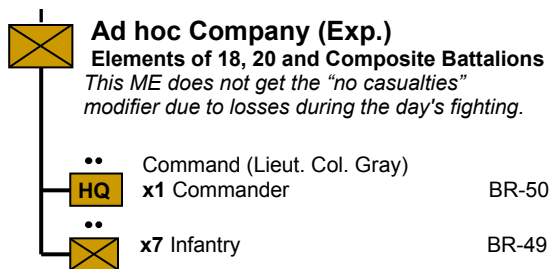 Ad hoc Company (Exp.)
Elements of 18, 20 and Composite Battalions
This ME does not get the “no casualties”
modifier due to losses during the day's fighting.
Command (Lieut. Col. Gray)
HQ x1 Commander BR-50
x7 Infantry BR-49